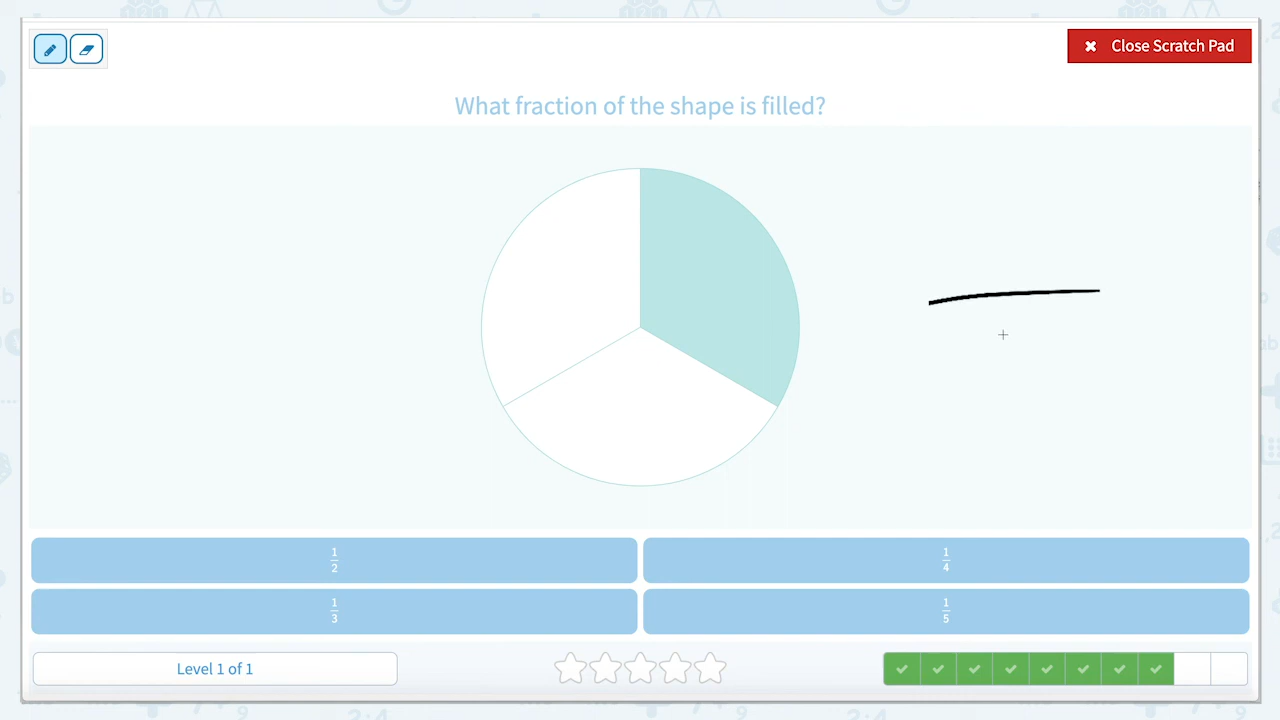 Close Scratch Pad
What fraction of the shape is filled?
1/2
1/4
1/3
1/5
Level 1 of 1